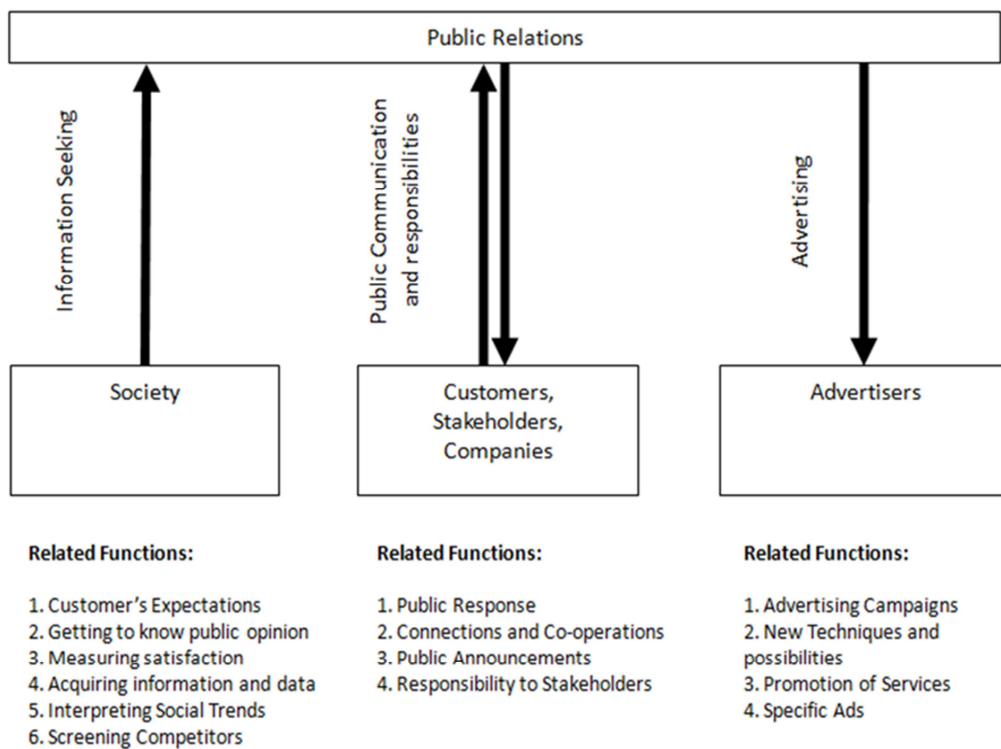 Public Relations
Information Seeking
Public Communication
and responsibilities
Advertising
Society
Customers,
Stakeholders,
Companies
Advertisers
Related Functions:
1. Customer's Expectations
2. Getting to know public opinion
3. Measuring satisfaction
4. Acquiring information and data
5. Interpreting Social Trends
6. Screening Competitors
Related Functions:
1. Public Response
2. Connections and Co-operations
3. Public Announcements
4. Responsibility to Stakeholders
Related Functions:
1. Advertising Campaigns
2. New Techniques and
possibilities
3. Promotion of Services
4. Specific Ads